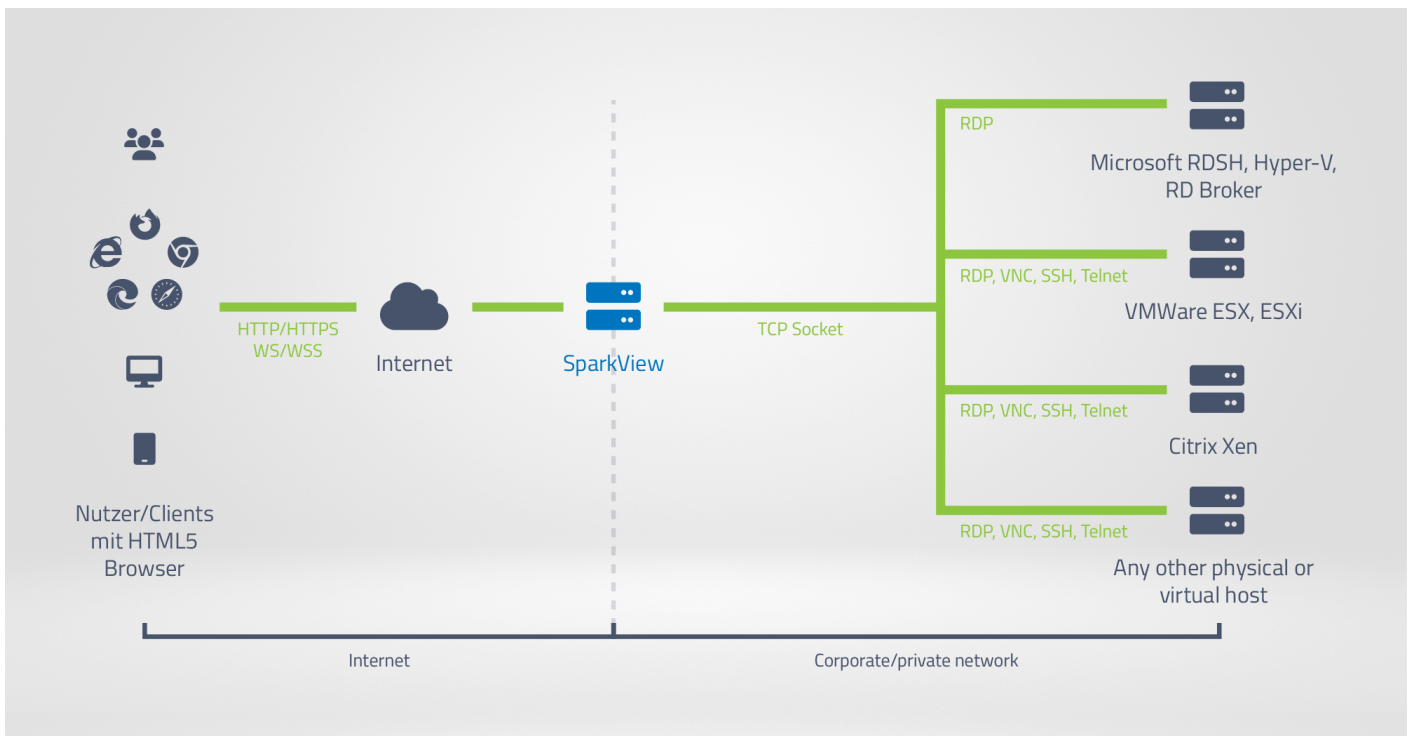 Nutzer/Clients
mit HTML5
Browser
HTTP/HTTPS
WS/WSS
Internet
SparkView
TCP Socket
RDP
Microsoft RDSH, Hyper-V,
RD Broker
RDP, VNC, SSH, Telnet
VMWare ESX, ESXi
RDP, VNC, SSH, Telnet
Citrix Xen
RDP, VNC, SSH, Telnet
Any other physical or
virtual host
Internet
Corporate/private network